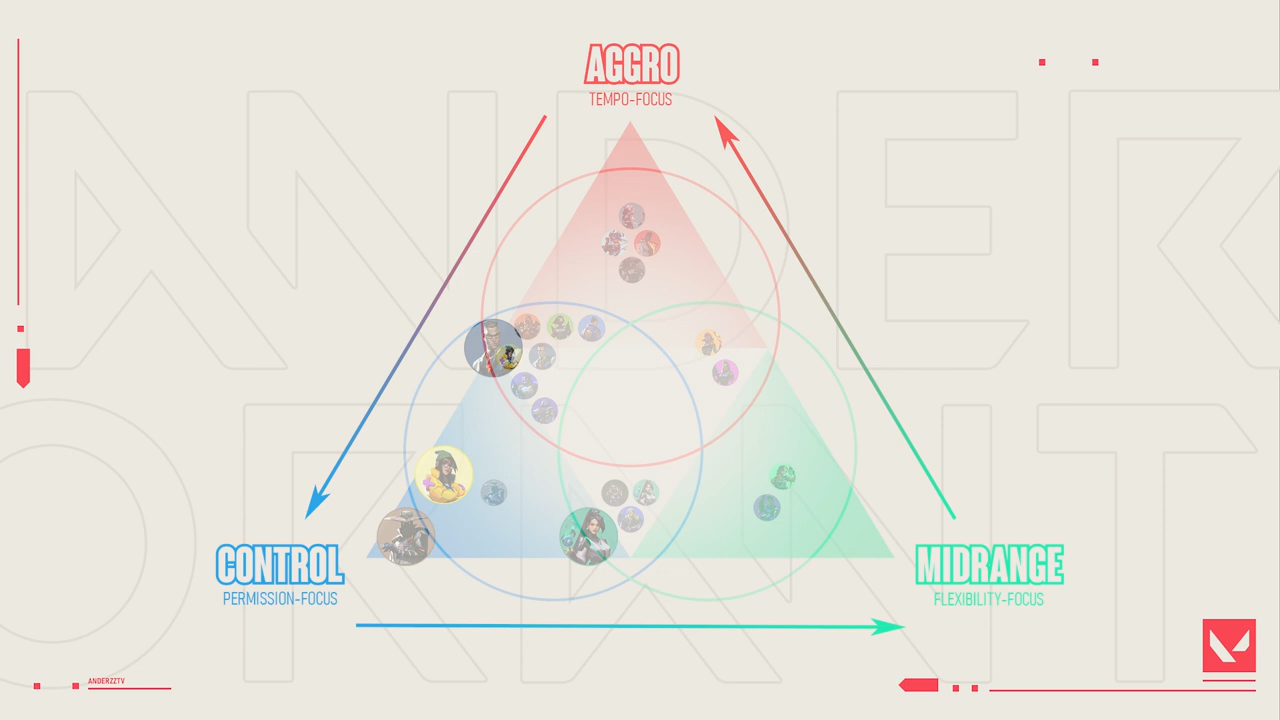 AGGRO
TEMPO-FOCUS
CONTROL
PERMISSION-FOCUS
MIDRANGE
FLEXIBILITY-FOCUS
ANDERZZTV